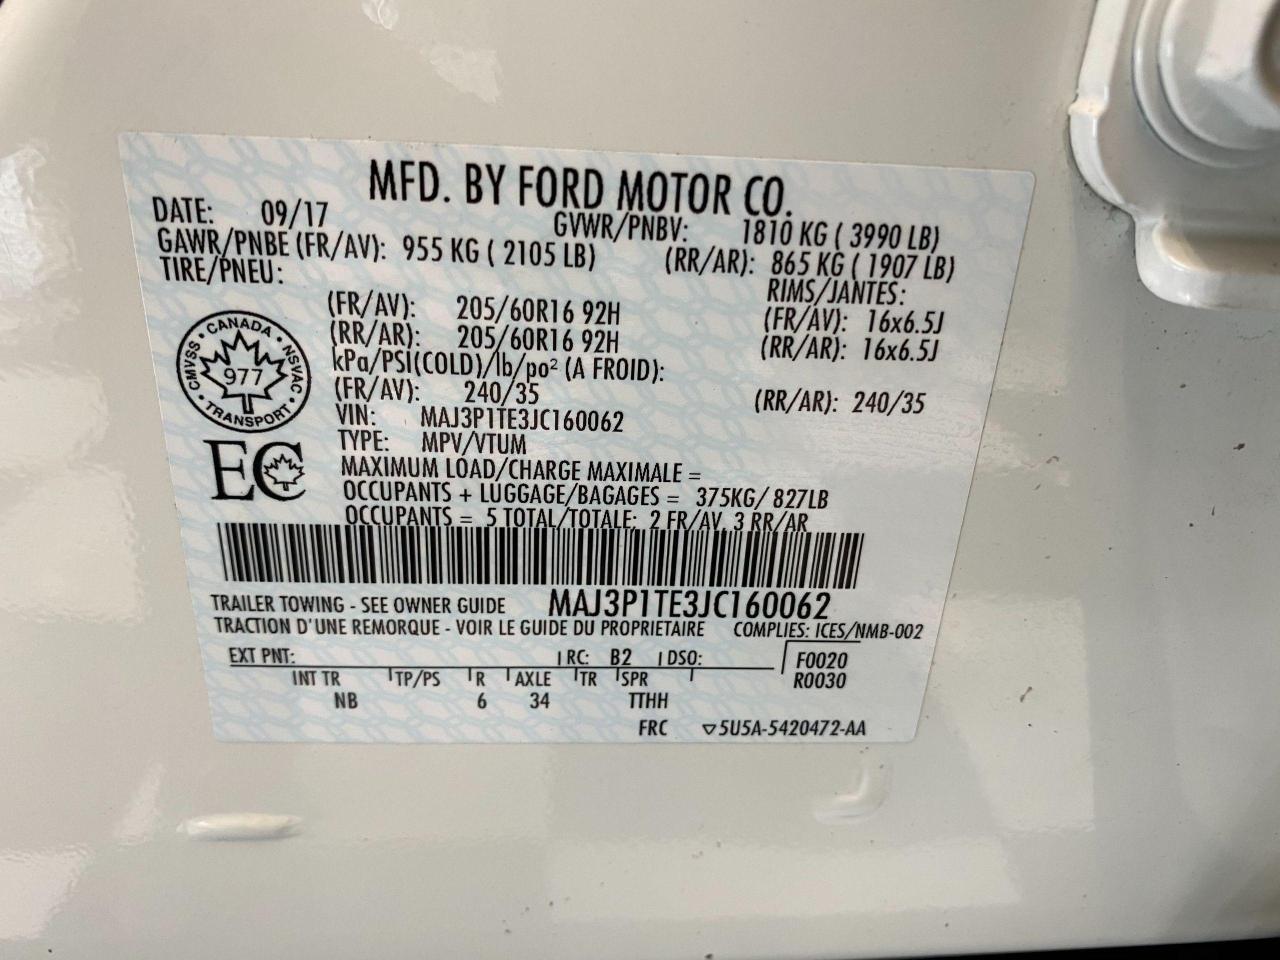 MFD. BY FORD MOTOR CO.
DATE: 09/17 GVWR/PNBV: 1810 KG ( 3990 LB)
GAWR/PNBE (FR/AV): 955 KG ( 2105 LB) (RR/AR): 865 KG ( 1907 LB)
TIRE/PNEU: RIMS/JANTES:
(FR/AV): 205/60R16 92H (FR/AV): 16x6.5J
(RR/AR): 205/60R16 92H (RR/AR): 16x6.5J
kPa/PSI(COLD)/lb/po² (A FROID):
(FR/AV): 240/35 (RR/AR): 240/35
VIN: MAJ3P1TE3JC160062
TYPE: MPV/VTUM
MAXIMUM LOAD/CHARGE MAXIMALE =
OCCUPANTS + LUGGAGE/BAGAGES = 375KG/ 827LB
OCCUPANTS = 5 TOTAL/TOTALE: 2 FR/AV, 3 RR/AR
CANADA
CMVSS · NSVAC
977
TRANSPORT
EC
MAJ3P1TE3JC160062
TRAILER TOWING - SEE OWNER GUIDE
TRACTION D'UNE REMORQUE - VOIR LE GUIDE DU PROPRIETAIRE COMPLIES: ICES/NMB-002
EXT PNT: RC: B2 DSO: F0020
INT TR TP/PS R AXLE TR SPR R0030
NB 6 34 TTHH
FRC ▽5U5A-5420472-AA